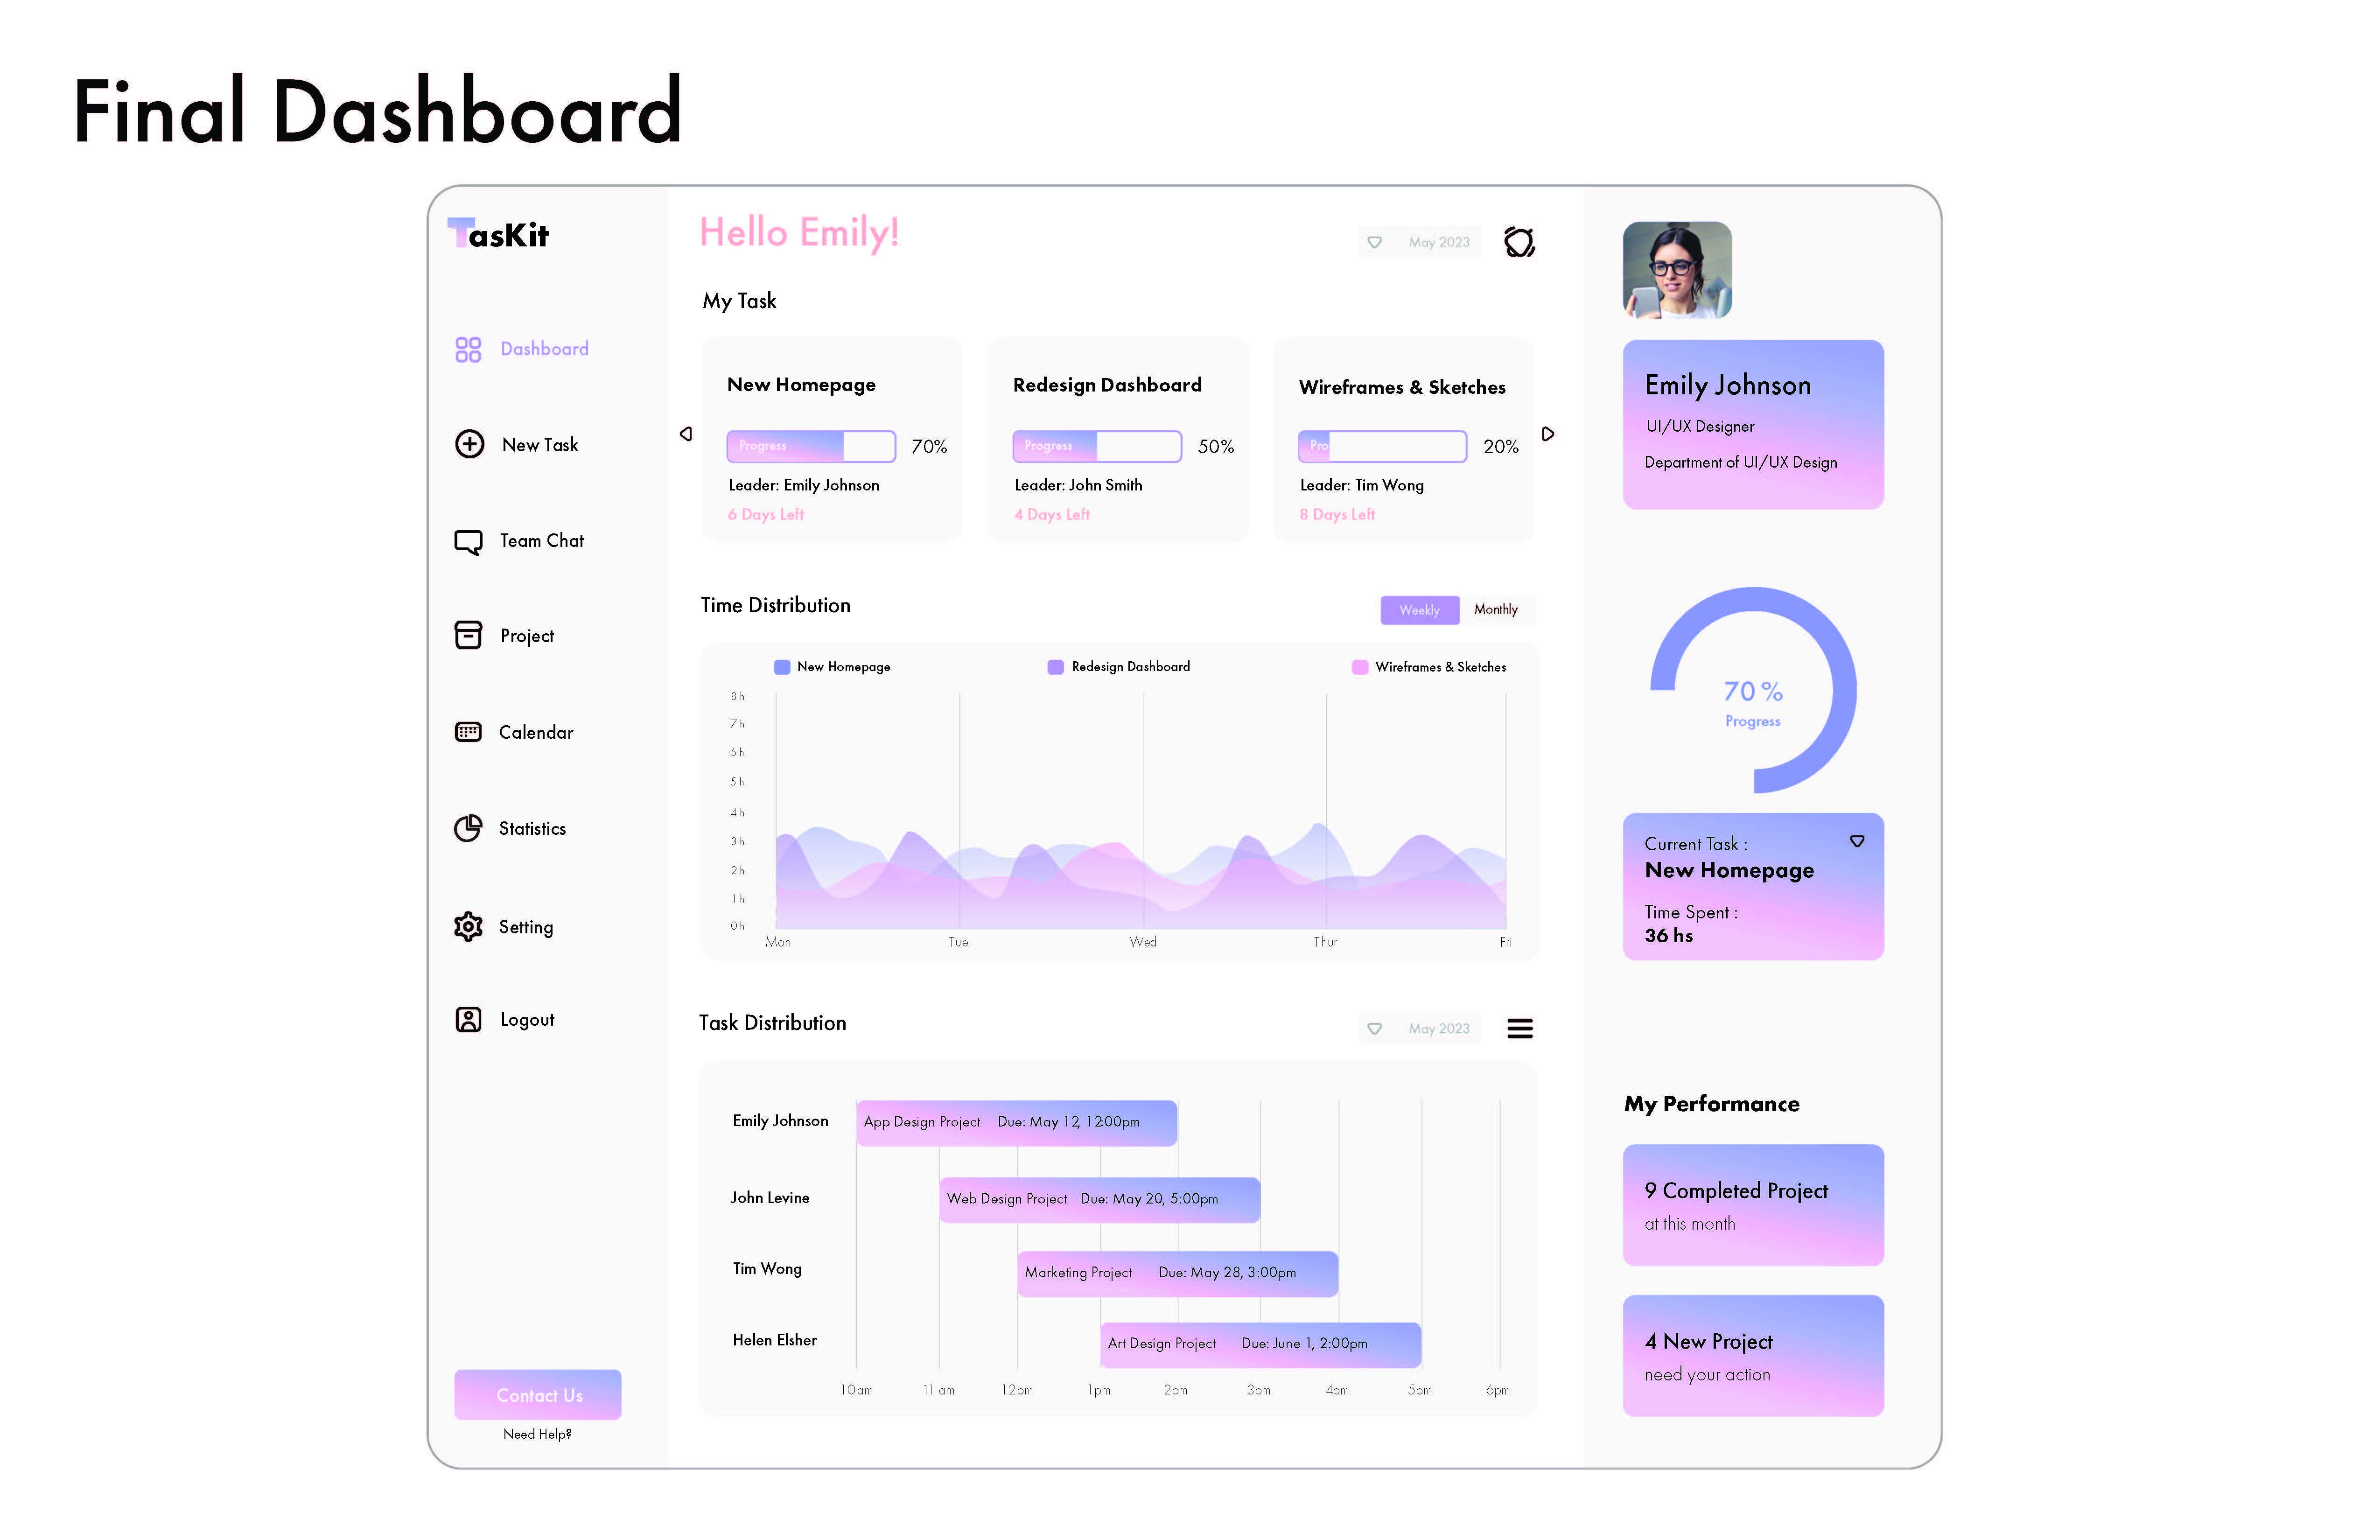 Final Dashboard
TasKit
Dashboard
New Task
Team Chat
Project
Calendar
Statistics
Setting
Logout
Contact Us
Need Help?
Hello Emily!
May 2023
My Task
New Homepage
Progress
70%
Leader: Emily Johnson
6 Days Left
Redesign Dashboard
Progress
50%
Leader: John Smith
4 Days Left
Wireframes & Sketches
Pro
20%
Leader: Tim Wong
8 Days Left
Time Distribution
Weekly
Monthly
New Homepage
Redesign Dashboard
Wireframes & Sketches
8 h
7 h
6 h
5 h
4 h
3 h
2 h
1 h
0 h
Mon
Tue
Wed
Thur
Fri
Task Distribution
May 2023
Emily Johnson
App Design Project Due: May 12, 12:00pm
John Levine
Web Design Project Due: May 20, 5:00pm
Tim Wong
Marketing Project Due: May 28, 3:00pm
Helen Elsher
Art Design Project Due: June 1, 2:00pm
10am
11 am
12pm
1pm
2pm
3pm
4pm
5pm
6pm
Emily Johnson
UI/UX Designer
Department of UI/UX Design
70 %
Progress
Current Task :
New Homepage
Time Spent :
36 hs
My Performance
9 Completed Project
at this month
4 New Project
need your action